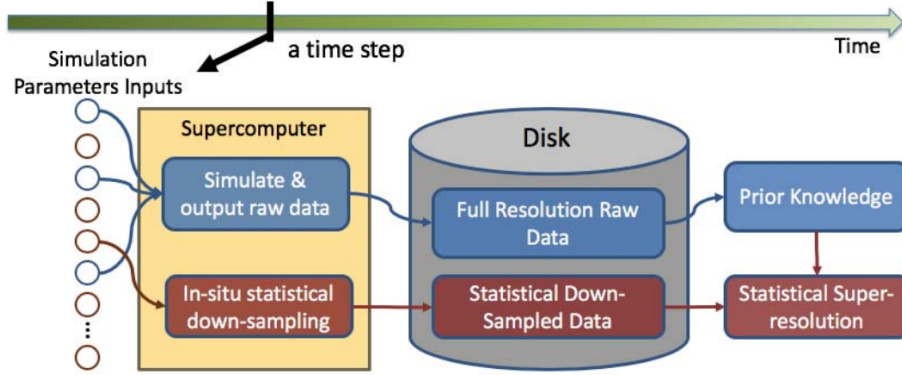 Time
a time step
Simulation
Parameters Inputs
Supercomputer
Simulate &
output raw data
In-situ statistical
down-sampling
Disk
Full Resolution Raw
Data
Statistical Down-
Sampled Data
Prior Knowledge
Statistical Super-
resolution